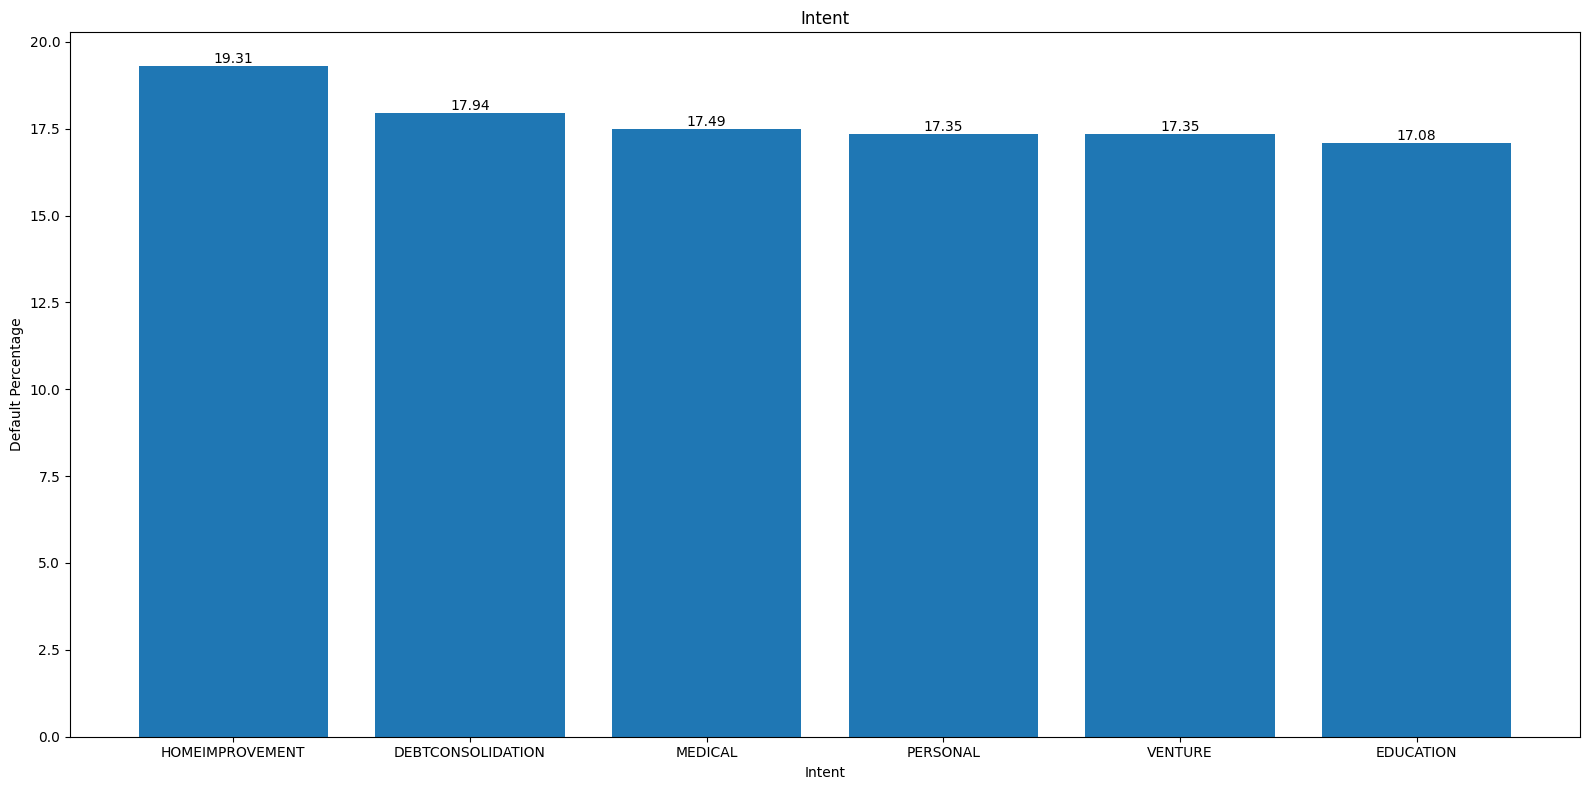 Intent
20.0
17.5
15.0
12.5
10.0
7.5
5.0
2.5
0.0
Default Percentage
19.31
17.94
17.49
17.35
17.35
17.08
HOMEIMPROVEMENT
DEBTCONSOLIDATION
MEDICAL
PERSONAL
VENTURE
EDUCATION
Intent